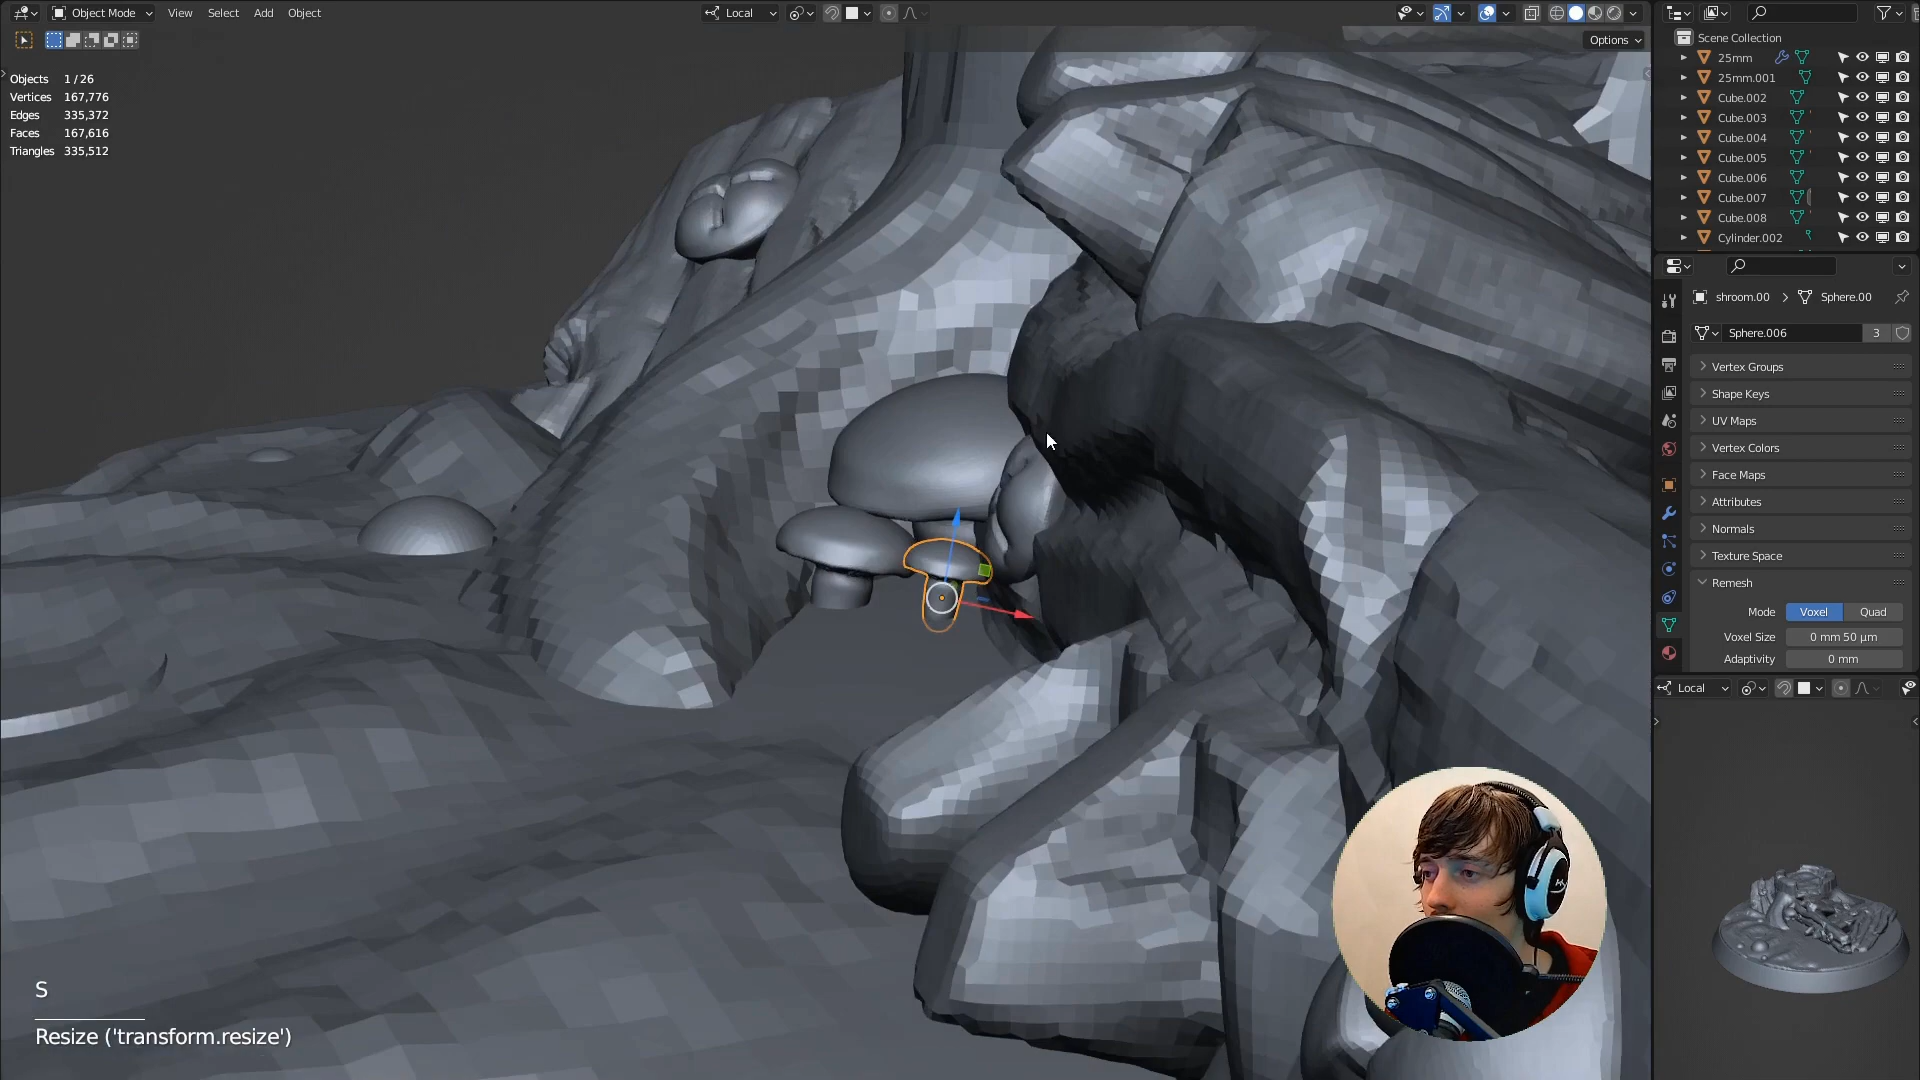 Object Mode View Select Add Object Local
Options
Objects 1 / 26
Vertices 167,776
Edges 335,372
Faces 167,616
Triangles 335,512
Scene Collection
25mm
25mm.001
Cube.002
Cube.003
Cube.004
Cube.005
Cube.006
Cube.007
Cube.008
Cylinder.002
shroom.00 Sphere.00
Sphere.006 3
Vertex Groups
Shape Keys
UV Maps
Vertex Colors
Face Maps
Attributes
Normals
Texture Space
Remesh
Mode Voxel Quad
Voxel Size 0 mm 50 µm
Adaptivity 0 mm
Local
S
Resize ('transform.resize')